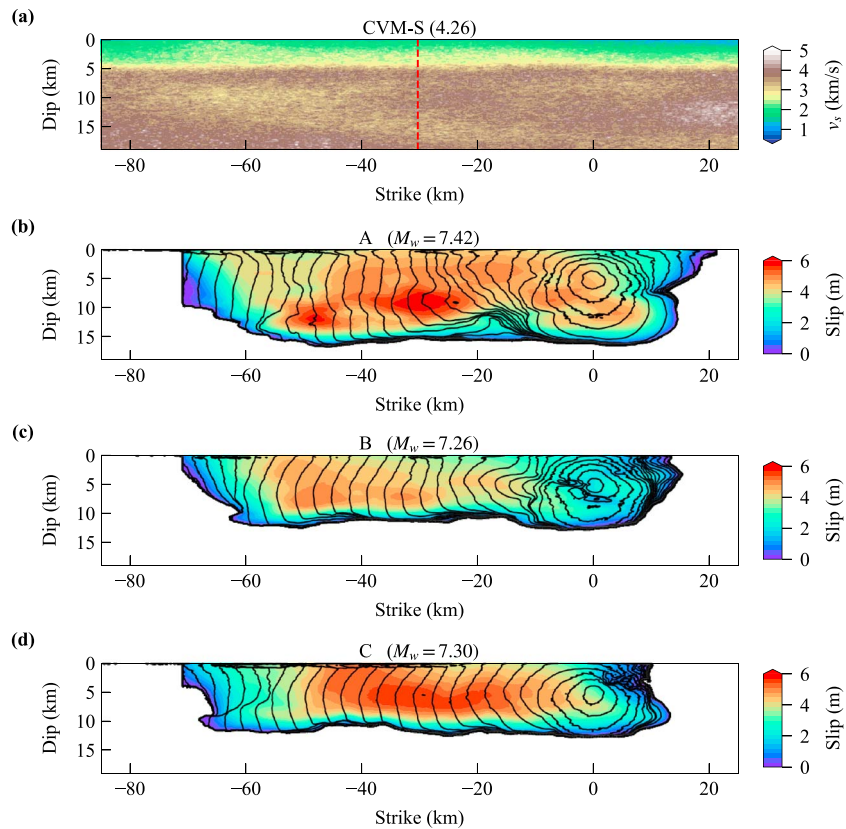 (a)
CVM-S (4.26)
0
5
10
15
Dip (km)
−80 −60 −40 −20 0 20
Strike (km)
5
4
3
2
1
v_s (km/s)
(b)
A (M_w = 7.42)
0
5
10
15
Dip (km)
−80 −60 −40 −20 0 20
Strike (km)
6
4
2
0
Slip (m)
(c)
B (M_w = 7.26)
0
5
10
15
Dip (km)
−80 −60 −40 −20 0 20
Strike (km)
6
4
2
0
Slip (m)
(d)
C (M_w = 7.30)
0
5
10
15
Dip (km)
−80 −60 −40 −20 0 20
Strike (km)
6
4
2
0
Slip (m)